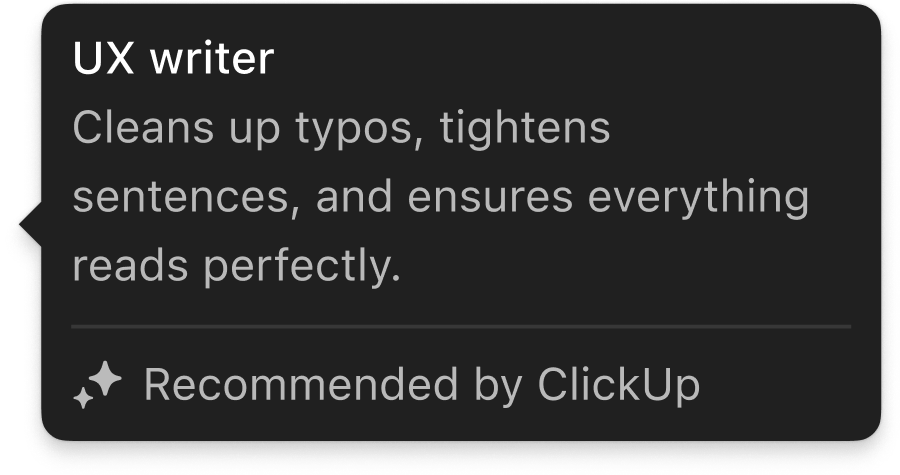 UX writer
Cleans up typos, tightens
sentences, and ensures everything
reads perfectly.
Recommended by ClickUp